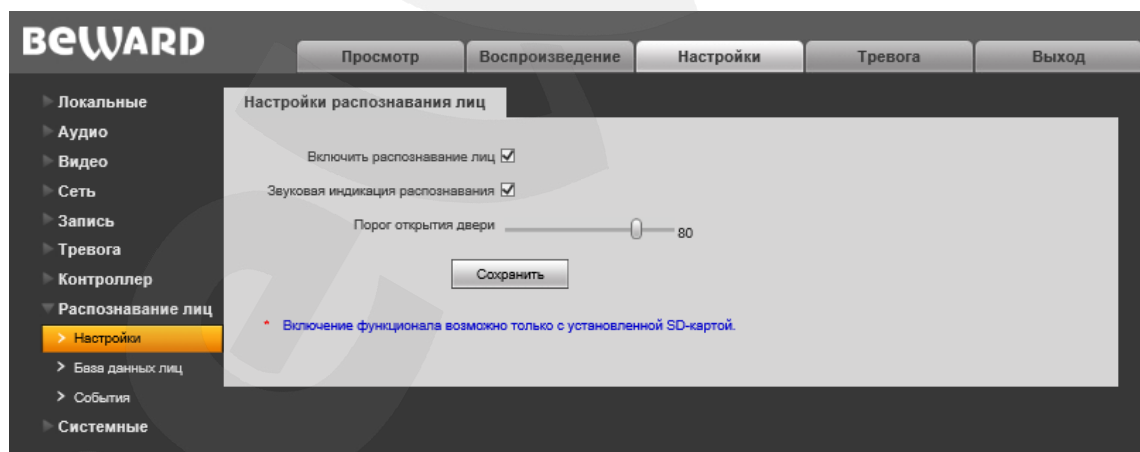 BEWARD
Просмотр
Воспроизведение
Настройки
Тревога
Выход
Локальные
Аудио
Видео
Сеть
Запись
Тревога
Контроллер
Распознавание лиц
> Настройки
> База данных лиц
> События
Системные
Настройки распознавания лиц
Включить распознавание лиц
Звуковая индикация распознавания
Порог открытия двери 80
Сохранить
* Включение функционала возможно только с установленной SD-картой.